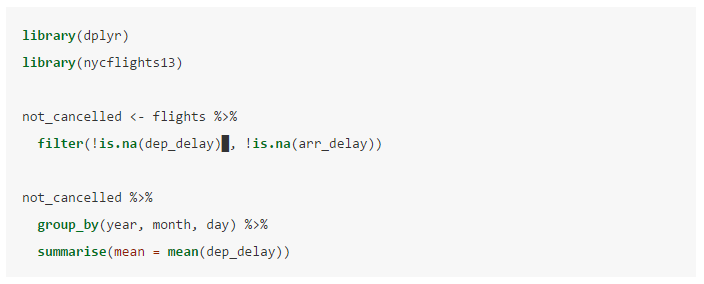 library(dplyr)
library(nycflights13)
not_cancelled <- flights %>%
filter(!is.na(dep_delay)█, !is.na(arr_delay))
not_cancelled %>%
group_by(year, month, day) %>%
summarise(mean = mean(dep_delay))